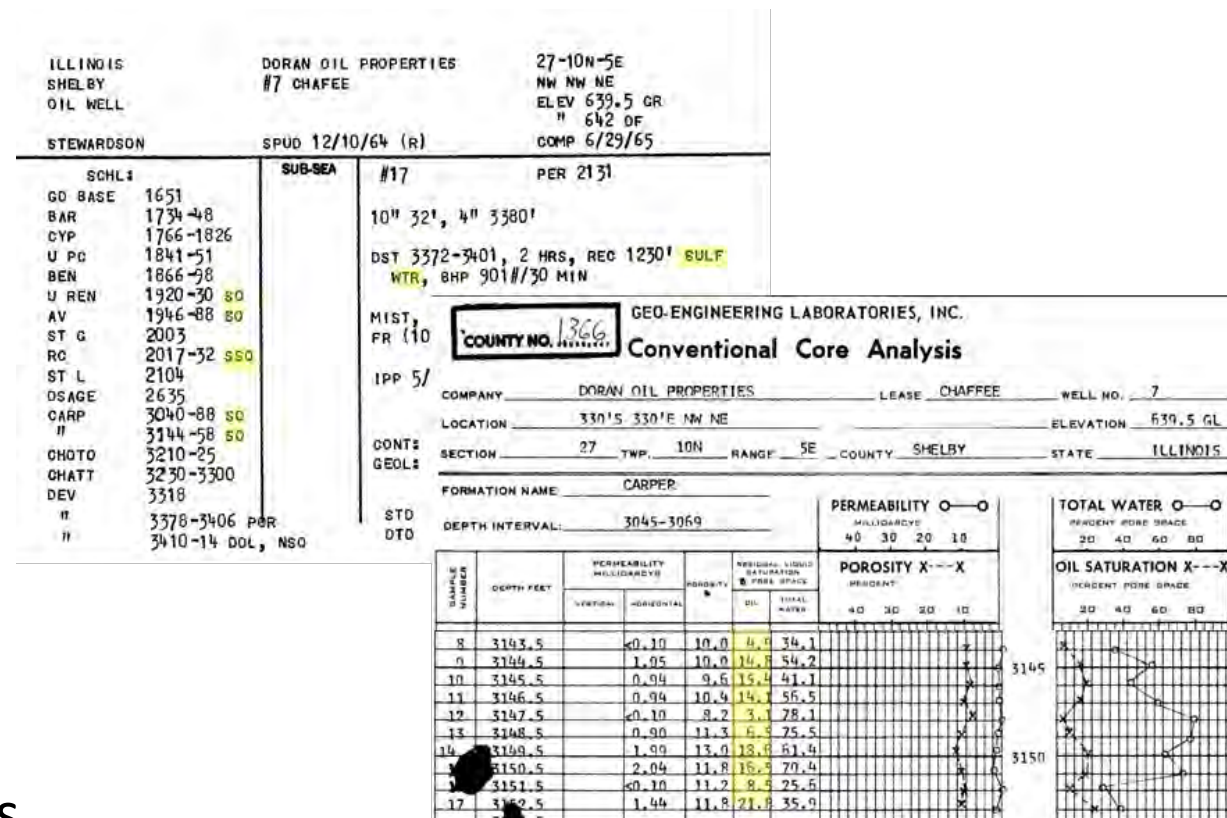 ILLINOIS DORAN OIL PROPERTIES 27-10N-5E
SHELBY #7 CHAFEE NW NW NE
OIL WELL ELEV 639.5 GR
" 642 DF
STEWARDSON SPUD 12/10/64 (R) COMP 6/29/65
SCHL: SUB-SEA #17 PER 2131
GD BASE 1651
BAR 1734-48
CYP 1766-1826
U PC 1841-51
BEN 1866-98
U REN 1920-30 SO
AV 1946-88 SO
ST G 2003
RC 2017-32 SSO
ST L 2104
OSAGE 2635
CARP 3040-88 SO
" 3144-58 SO
CHOTO 3210-25
CHATT 3230-3300
DEV 3318
" 3378-3406 POR
" 3410-14 DOL, NSO
10" 32', 4" 3380'
DST 3372-3401, 2 HRS, REC 1230' SULF
WTR, BHP 901#/30 MIN
MIST,
FR (10
IPP 5/
CONT:
GEOL:
STD
DTD
COUNTY NO. 1366
GEO-ENGINEERING LABORATORIES, INC.
Conventional Core Analysis
COMPANY DORAN OIL PROPERTIES LEASE CHAFFEE WELL NO. 7
LOCATION 330'S 330'E NW NE ELEVATION 639.5 GL
SECTION 27 TWP. 10N RANGE 5E COUNTY SHELBY STATE ILLINOIS
FORMATION NAME CARPER
DEPTH INTERVAL: 3045-3069
PERMEABILITY O—O
MILLIDARCYS
40 30 20 10
POROSITY X---X
PERCENT
40 30 20 10
TOTAL WATER O—O
PERCENT PORE SPACE
20 40 60 80
OIL SATURATION X---X
PERCENT PORE SPACE
20 40 60 80
SAMPLE NUMBER
DEPTH FEET
PERMEABILITY MILLIDARCYS
VERTICAL HORIZONTAL
POROSITY %
RESIDUAL LIQUID SATURATION % PORE SPACE
OIL TOTAL WATER
8 3143.5 <0.10 10.0 4.9 34.1
9 3144.5 1.05 10.0 14.8 54.2
10 3145.5 0.94 9.6 15.4 41.1
11 3146.5 0.94 10.4 14.1 56.5
12 3147.5 <0.10 8.2 3.1 78.1
13 3148.5 0.90 11.3 6.5 75.5
14 3149.5 1.99 13.0 18.6 61.4
3150.5 2.04 11.8 16.5 70.4
3151.5 <0.10 11.2 8.5 25.5
17 3152.5 1.44 11.8 21.8 35.9
3145
3150
s